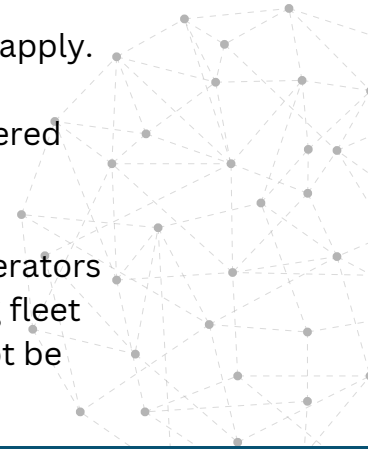 apply.
ered
erators
, fleet
t be